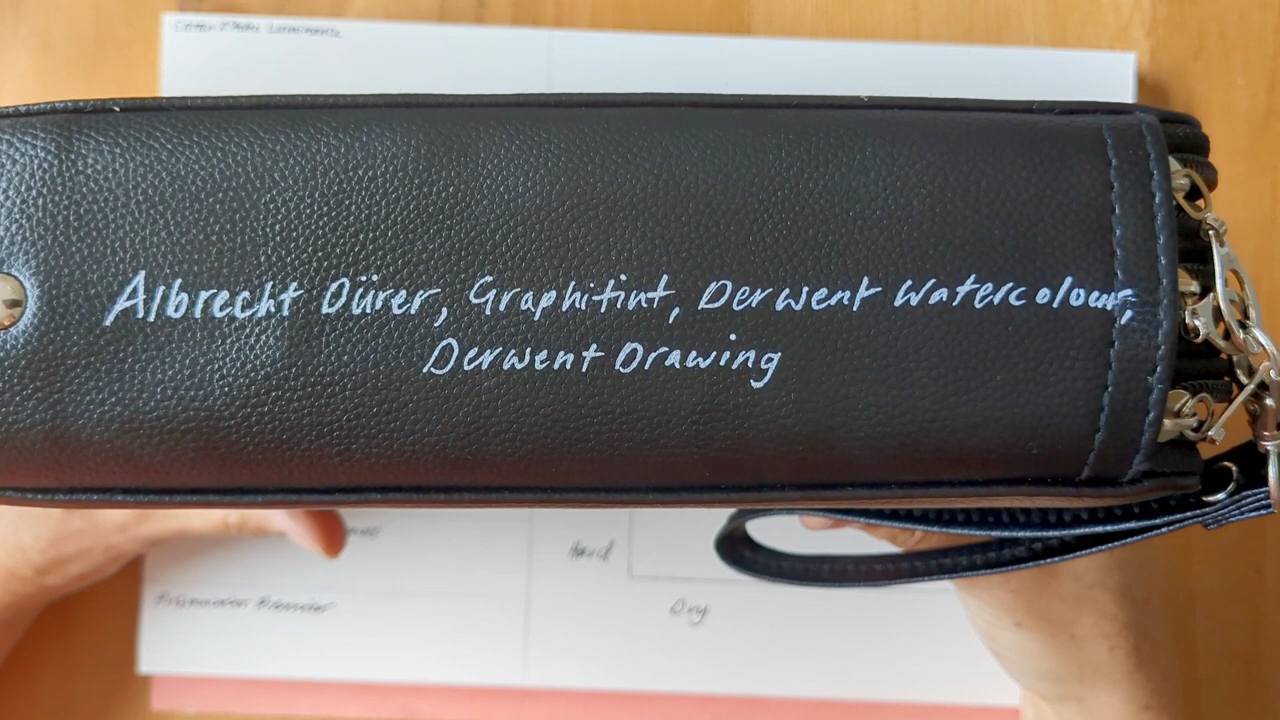 Albrecht Dürer, Graphitint, Derwent Watercolour,
Derwent Drawing
Hard
Dry